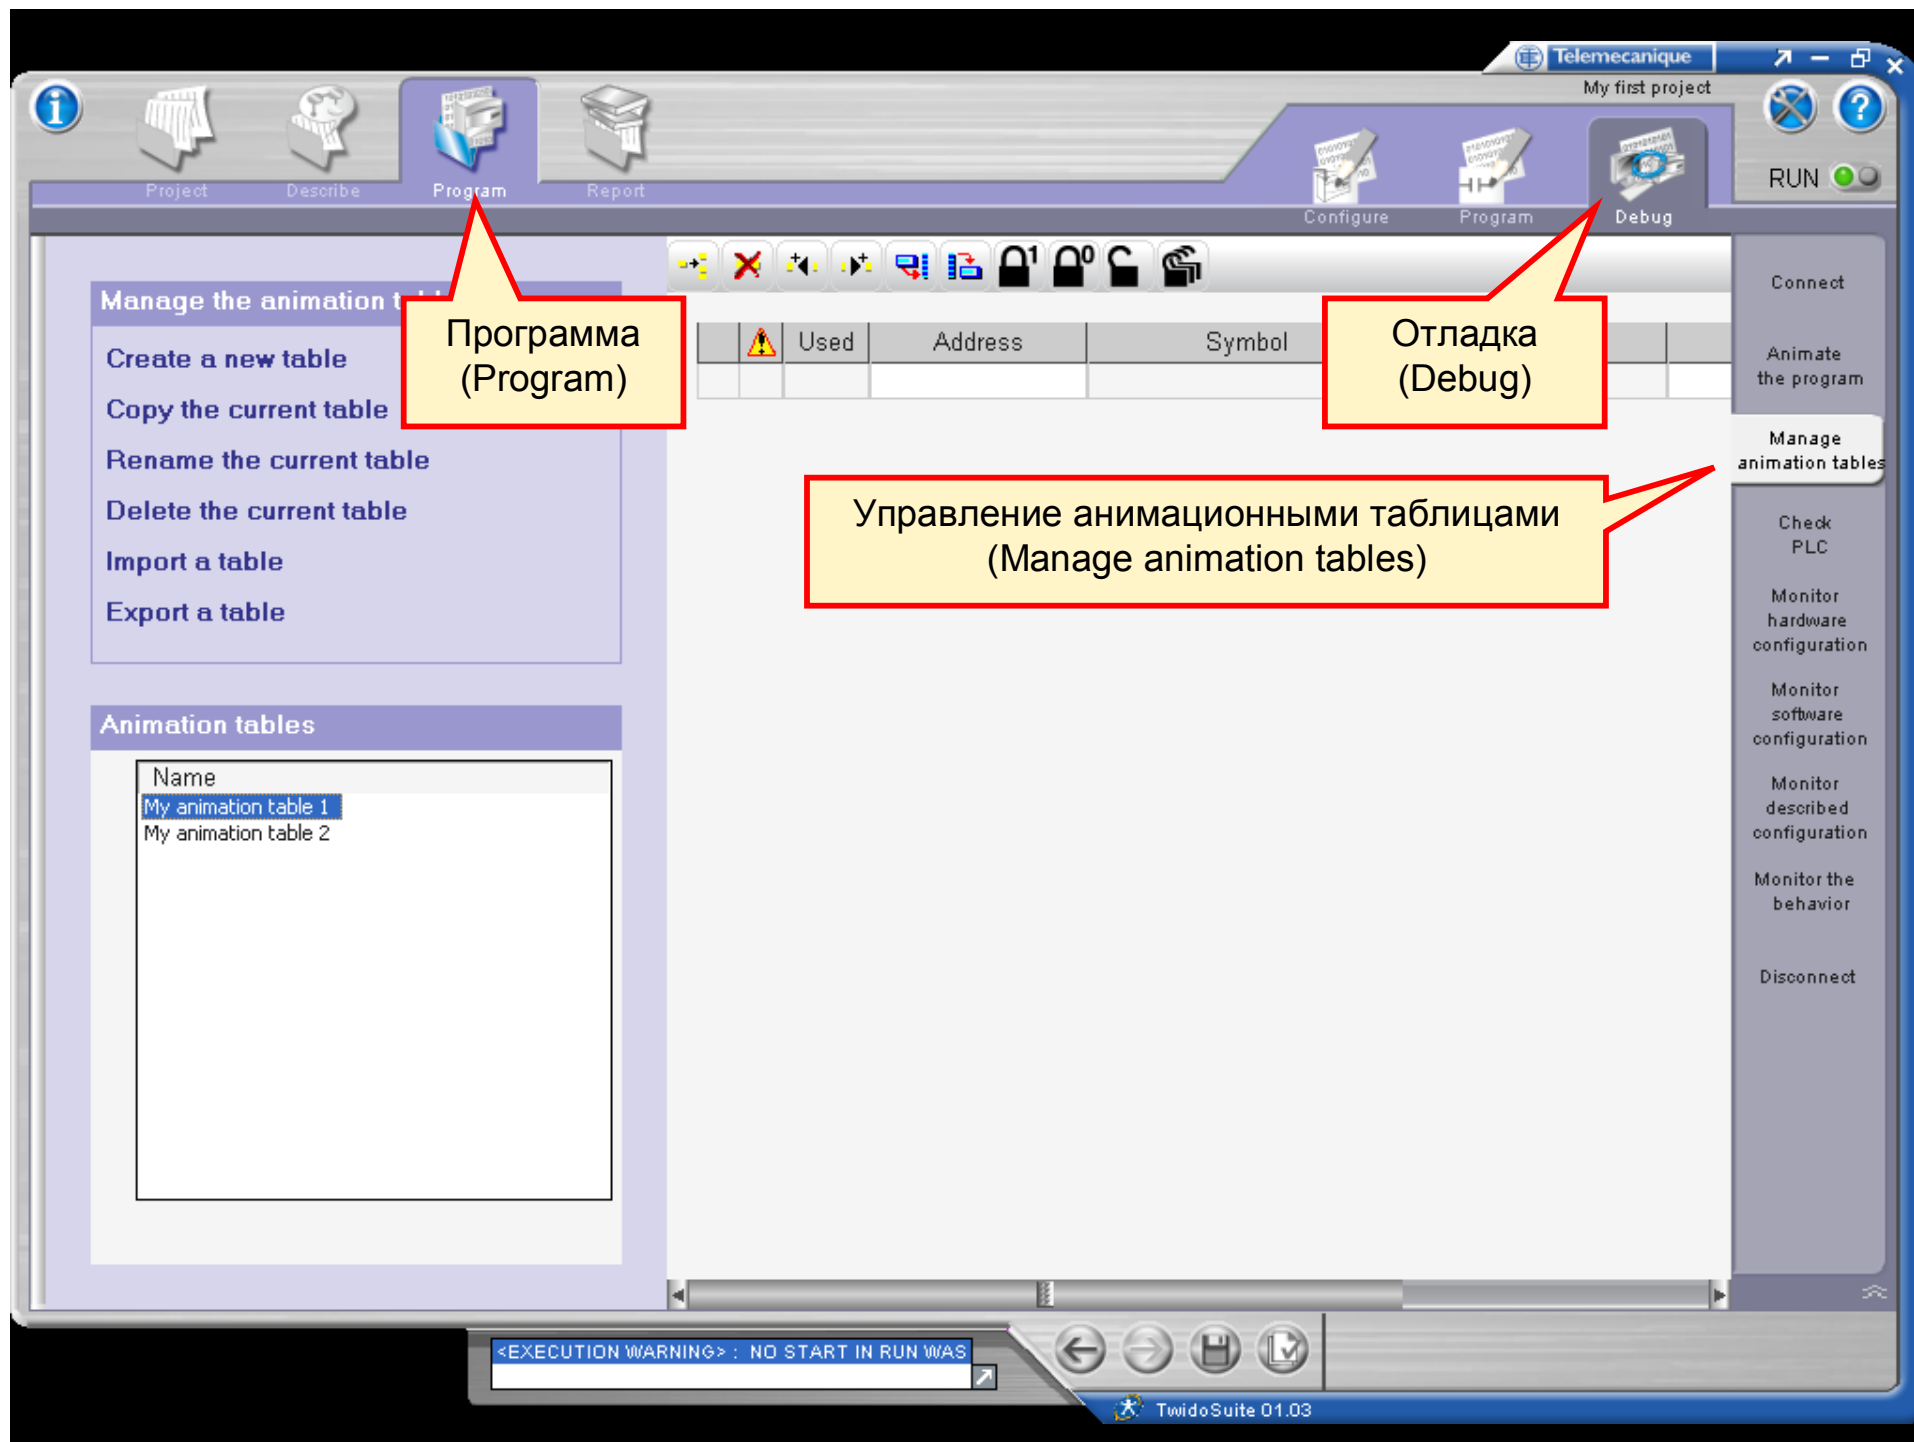 Telemecanique
My first project
Project
Describe
Program
Report
Configure
Program
Debug
RUN
Manage the animation
Create a new table
Copy the current table
Rename the current table
Delete the current table
Import a table
Export a table
Программа
(Program)
Used
Address
Symbol
Отладка
(Debug)
Управление анимационными таблицами
(Manage animation tables)
Connect
Animate
the program
Manage
animation tables
Check
PLC
Monitor
hardware
configuration
Monitor
software
configuration
Monitor
described
configuration
Monitor the
behavior
Disconnect
Animation tables
Name
My animation table 1
My animation table 2
<EXECUTION WARNING> : NO START IN RUN WAS
TwidoSuite 01.03